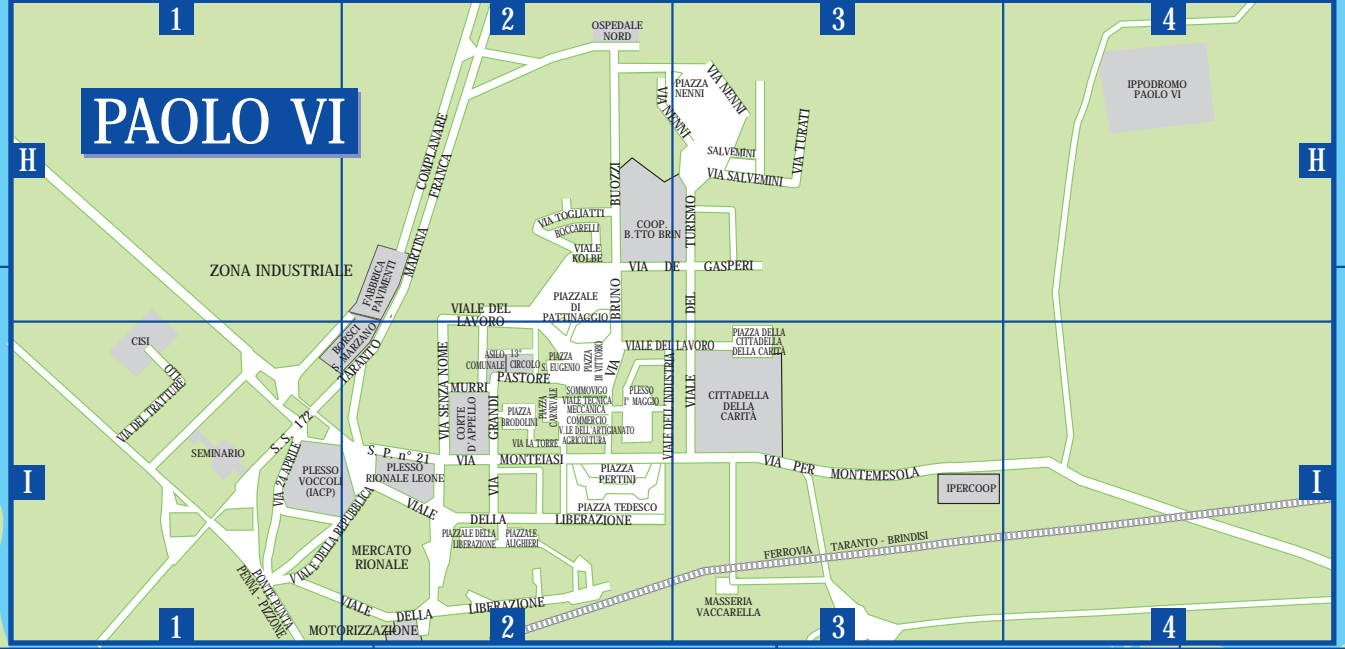 1
2
3
4
PAOLO VI
H
H
OSPEDALE
NORD
PIAZZA
NENNI
VIA NENNI
VIA NENNI
SALVEMINI
VIA SALVEMINI
VIA TURATI
IPPODROMO
PAOLO VI
COMPLANARE
MARTINA FRANCA
BUOZZI
VIA TOGLIATTI
BOCCARELLI
VIALE
KOLBE
COOP.
B.TTO BRIN
TURISMO
VIA DE GASPERI
ZONA INDUSTRIALE
FABBRICA
PAVIMENTI
BORSCI
S. MARZANO
TARANTO -
PIAZZALE
DI
PATTINAGGIO
BRUNO
DEL
VIALE DEL
LAVORO
CISI
OTTE
VIA DEL TRATTURE
VIA SENZA NOME
ASILO
COMUNALE
13°
CIRCOLO
PIAZZA
S. EUGENIO
PIAZZA
DI VITTORIO
VIA
VIALE DEL LAVORO
PIAZZA DELLA
CITTADELLA
DELLA CARITÀ
MURRI
PASTORE
CORTE
D'APPELLO
GRANDI
PIAZZA
BRODOLINI
PIAZZA
CARNEVALE
SOMMOVIGO
VIALE TECNICA
MECCANICA
COMMERCIO
V.LE DELL'ARTIGIANATO
AGRICOLTURA
PLESSO
I° MAGGIO
VIALE DELL'INDUSTRIA
VIALE
CITTADELLA
DELLA
CARITÀ
VIA LA TORRE
S. S. 172
SEMINARIO
VIA 24 APRILE
PLESSO
VOCCOLI
(IACP)
S. P. n° 21
PLESSO
RIONALE LEONE
VIA MONTEIASI
VIA
PIAZZA
PERTINI
PIAZZA TEDESCO
VIA PER MONTEMESOLA
IPERCOOP
I
I
VIALE DELLA LIBERAZIONE
VIALE DELLA REPUBBLICA
PIAZZALE DELLA
LIBERAZIONE
PIAZZALE
ALIGHIERI
MERCATO
RIONALE
FERROVIA TARANTO - BRINDISI
PONTE PUNTA
PENNA - PIZZONE
VIALE DELLA LIBERAZIONE
MASSERIA
VACCARELLA
MOTORIZZAZIONE
1
2
3
4